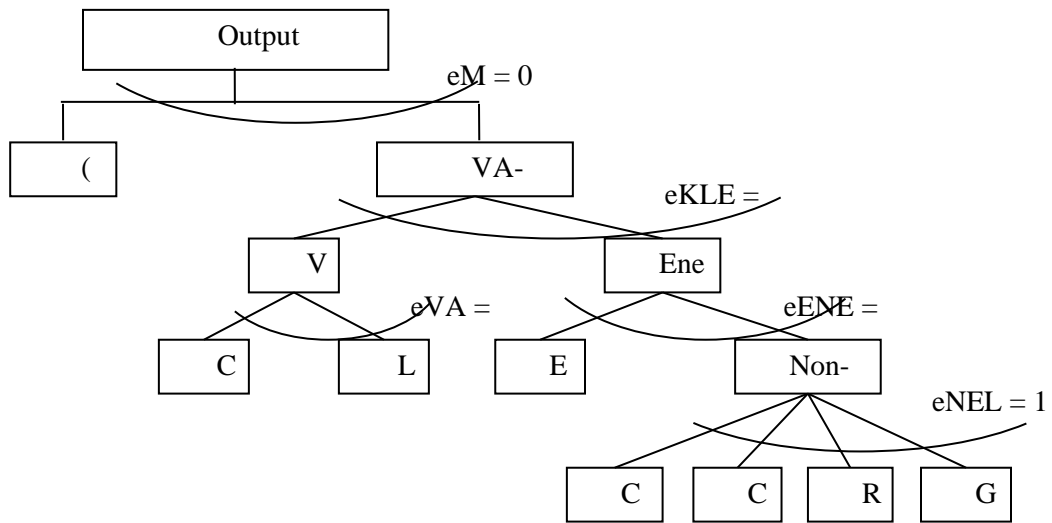 Output
eM = 0
(
VA-
eKLE =
V
Ene
eVA =
eENE =
C
L
E
Non-
eNEL = 1
C
C
R
G